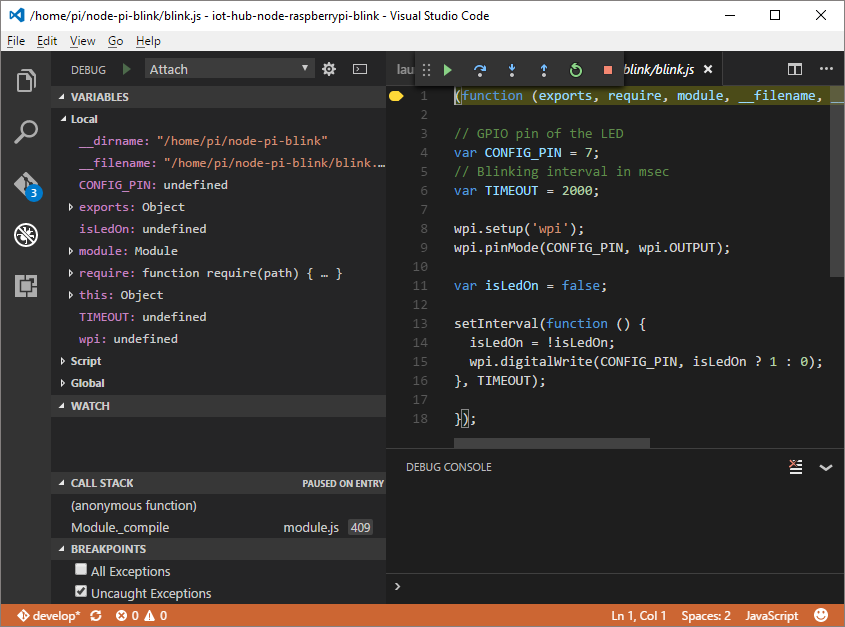 /home/pi/node-pi-blink/blink.js - iot-hub-node-raspberrypi-blink - Visual Studio Code
File Edit View Go Help
DEBUG Attach
VARIABLES
Local
__dirname: "/home/pi/node-pi-blink"
__filename: "/home/pi/node-pi-blink/blink.…
CONFIG_PIN: undefined
exports: Object
isLedOn: undefined
module: Module
require: function require(path) { … }
this: Object
TIMEOUT: undefined
wpi: undefined
Script
Global
WATCH
CALL STACK PAUSED ON ENTRY
(anonymous function)
Module._compile module.js 409
BREAKPOINTS
All Exceptions
Uncaught Exceptions
3
lau blink/blink.js
1 (function (exports, require, module, __filename, __
2
3 // GPIO pin of the LED
4 var CONFIG_PIN = 7;
5 // Blinking interval in msec
6 var TIMEOUT = 2000;
7
8 wpi.setup('wpi');
9 wpi.pinMode(CONFIG_PIN, wpi.OUTPUT);
10
11 var isLedOn = false;
12
13 setInterval(function () {
14 isLedOn = !isLedOn;
15 wpi.digitalWrite(CONFIG_PIN, isLedOn ? 1 : 0);
16 }, TIMEOUT);
17
18 });
DEBUG CONSOLE
>
develop* 0 0 Ln 1, Col 1 Spaces: 2 JavaScript